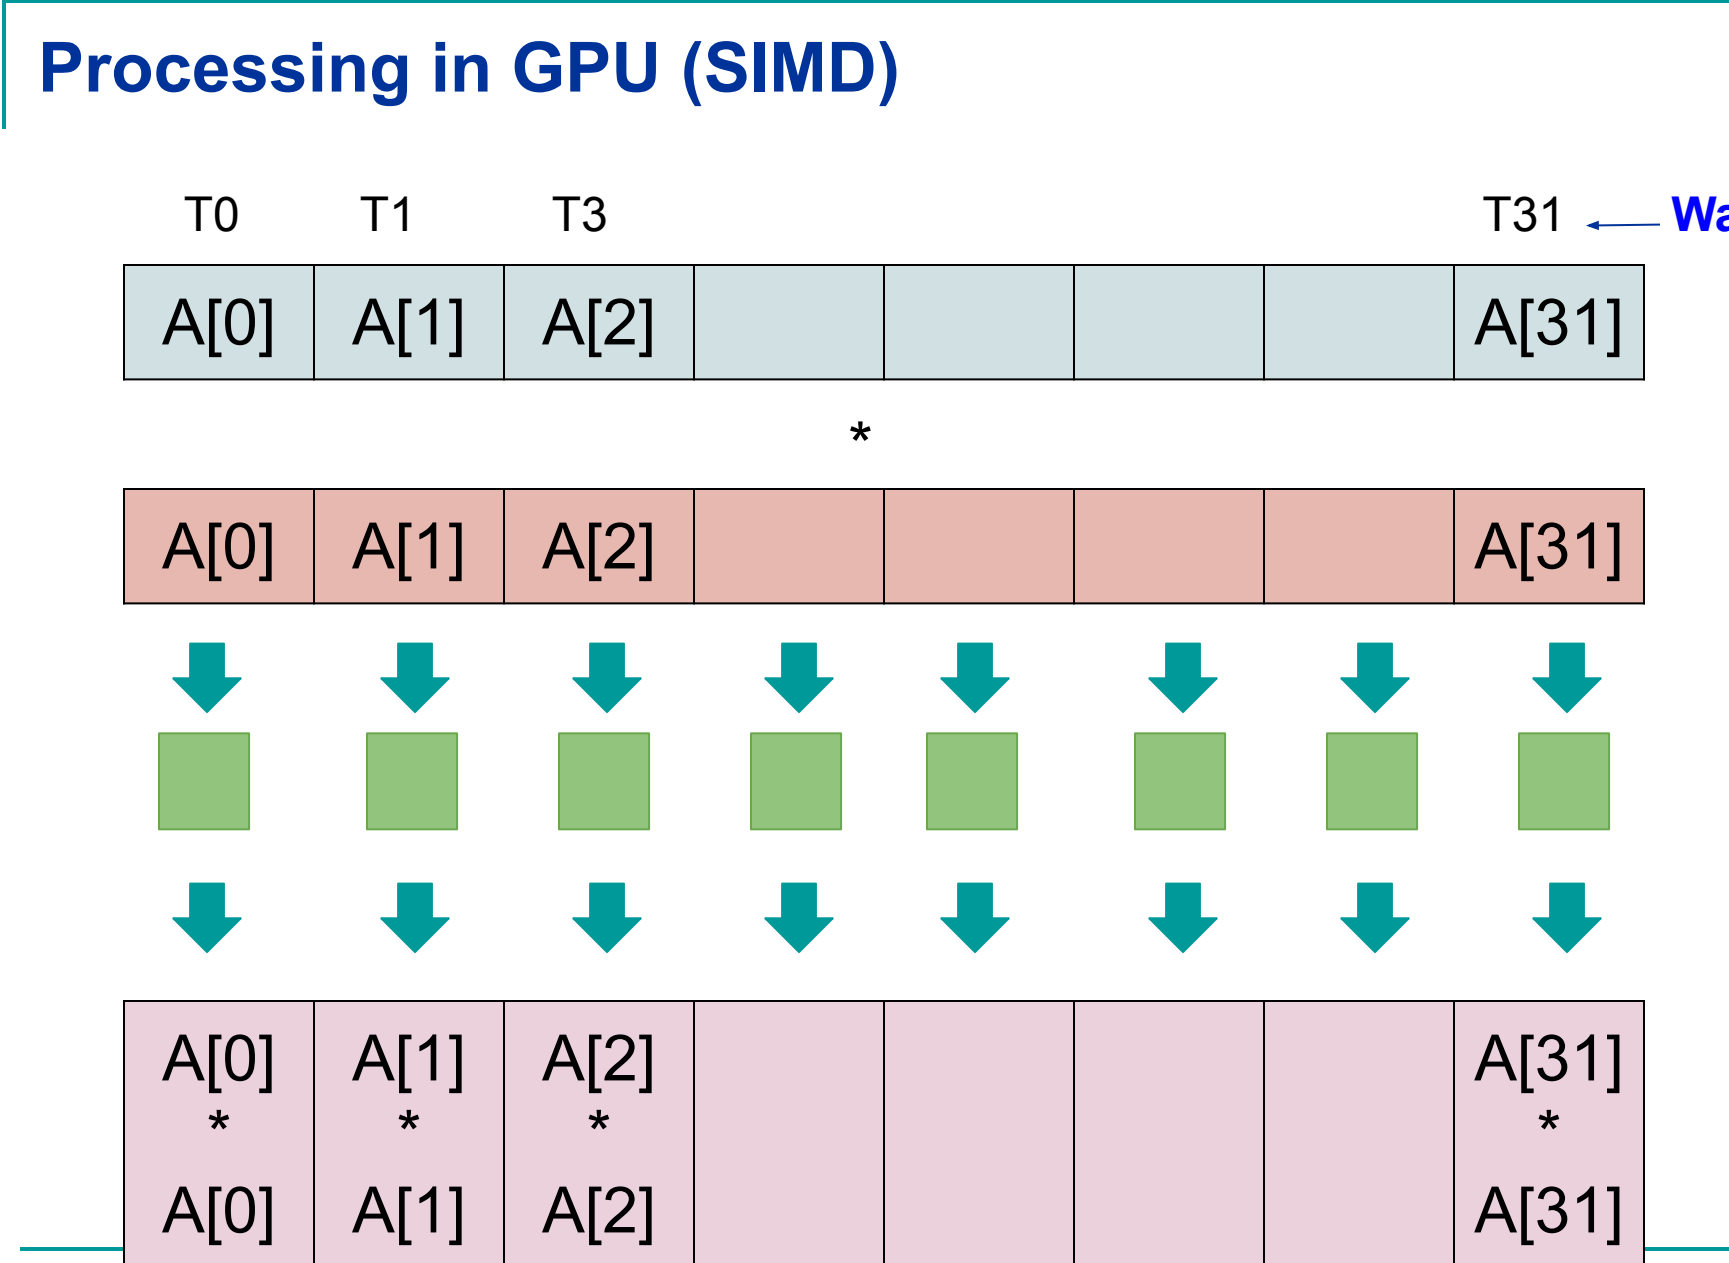 Processing in GPU (SIMD)
T0 T1 T3 T31
A[0] A[1] A[2] A[31]
*
A[0] A[1] A[2] A[31]
A[0] A[1] A[2] A[31]
* * * *
A[0] A[1] A[2] A[31]